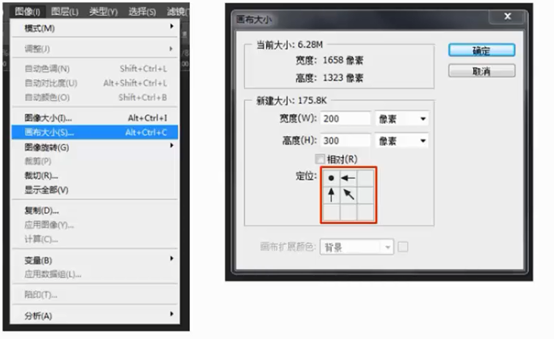 图像(I) 图层(L) 类型(Y) 选择(S) 滤镜(
模式(M)
调整(J)
自动色调(N) Shift+Ctrl+L
自动对比度(U) Alt+Shift+Ctrl+L
自动颜色(O) Shift+Ctrl+B
图像大小(I)... Alt+Ctrl+I
画布大小(S)... Alt+Ctrl+C
图像旋转(G)
裁剪(P)
裁切(R)...
显示全部(V)
复制(D)...
应用图像(Y)...
计算(C)...
变量(B)
应用数据组(L)...
陷印(T)...
分析(A)
画布大小
当前大小: 6.28M
宽度: 1658 像素
高度: 1323 像素
确定
取消
新建大小: 175.8K
宽度(W): 200 像素
高度(H): 300 像素
相对(R)
定位:
画布扩展颜色: 背景